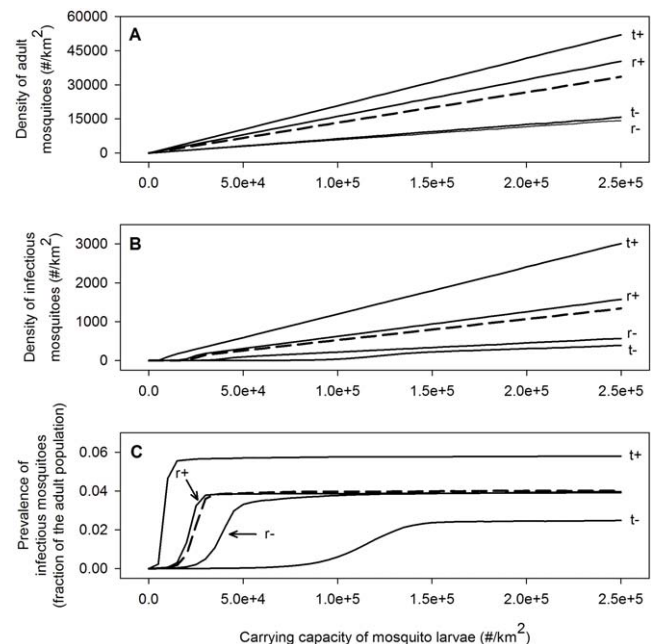 A
Density of adult
mosquitoes (#/km²)
60000
45000
30000
15000
0
t+
r+
t-
r-
0.0 5.0e+4 1.0e+5 1.5e+5 2.0e+5 2.5e+5
B
Density of infectious
mosquitoes (#/km²)
3000
2000
1000
0
t+
r+
r-
t-
0.0 5.0e+4 1.0e+5 1.5e+5 2.0e+5 2.5e+5
C
Prevalence of
infectious mosquitoes
(fraction of the adult population)
0.06
0.04
0.02
0.00
r+
t+
r-
t-
0.0 5.0e+4 1.0e+5 1.5e+5 2.0e+5 2.5e+5
Carrying capacity of mosquito larvae (#/km²)